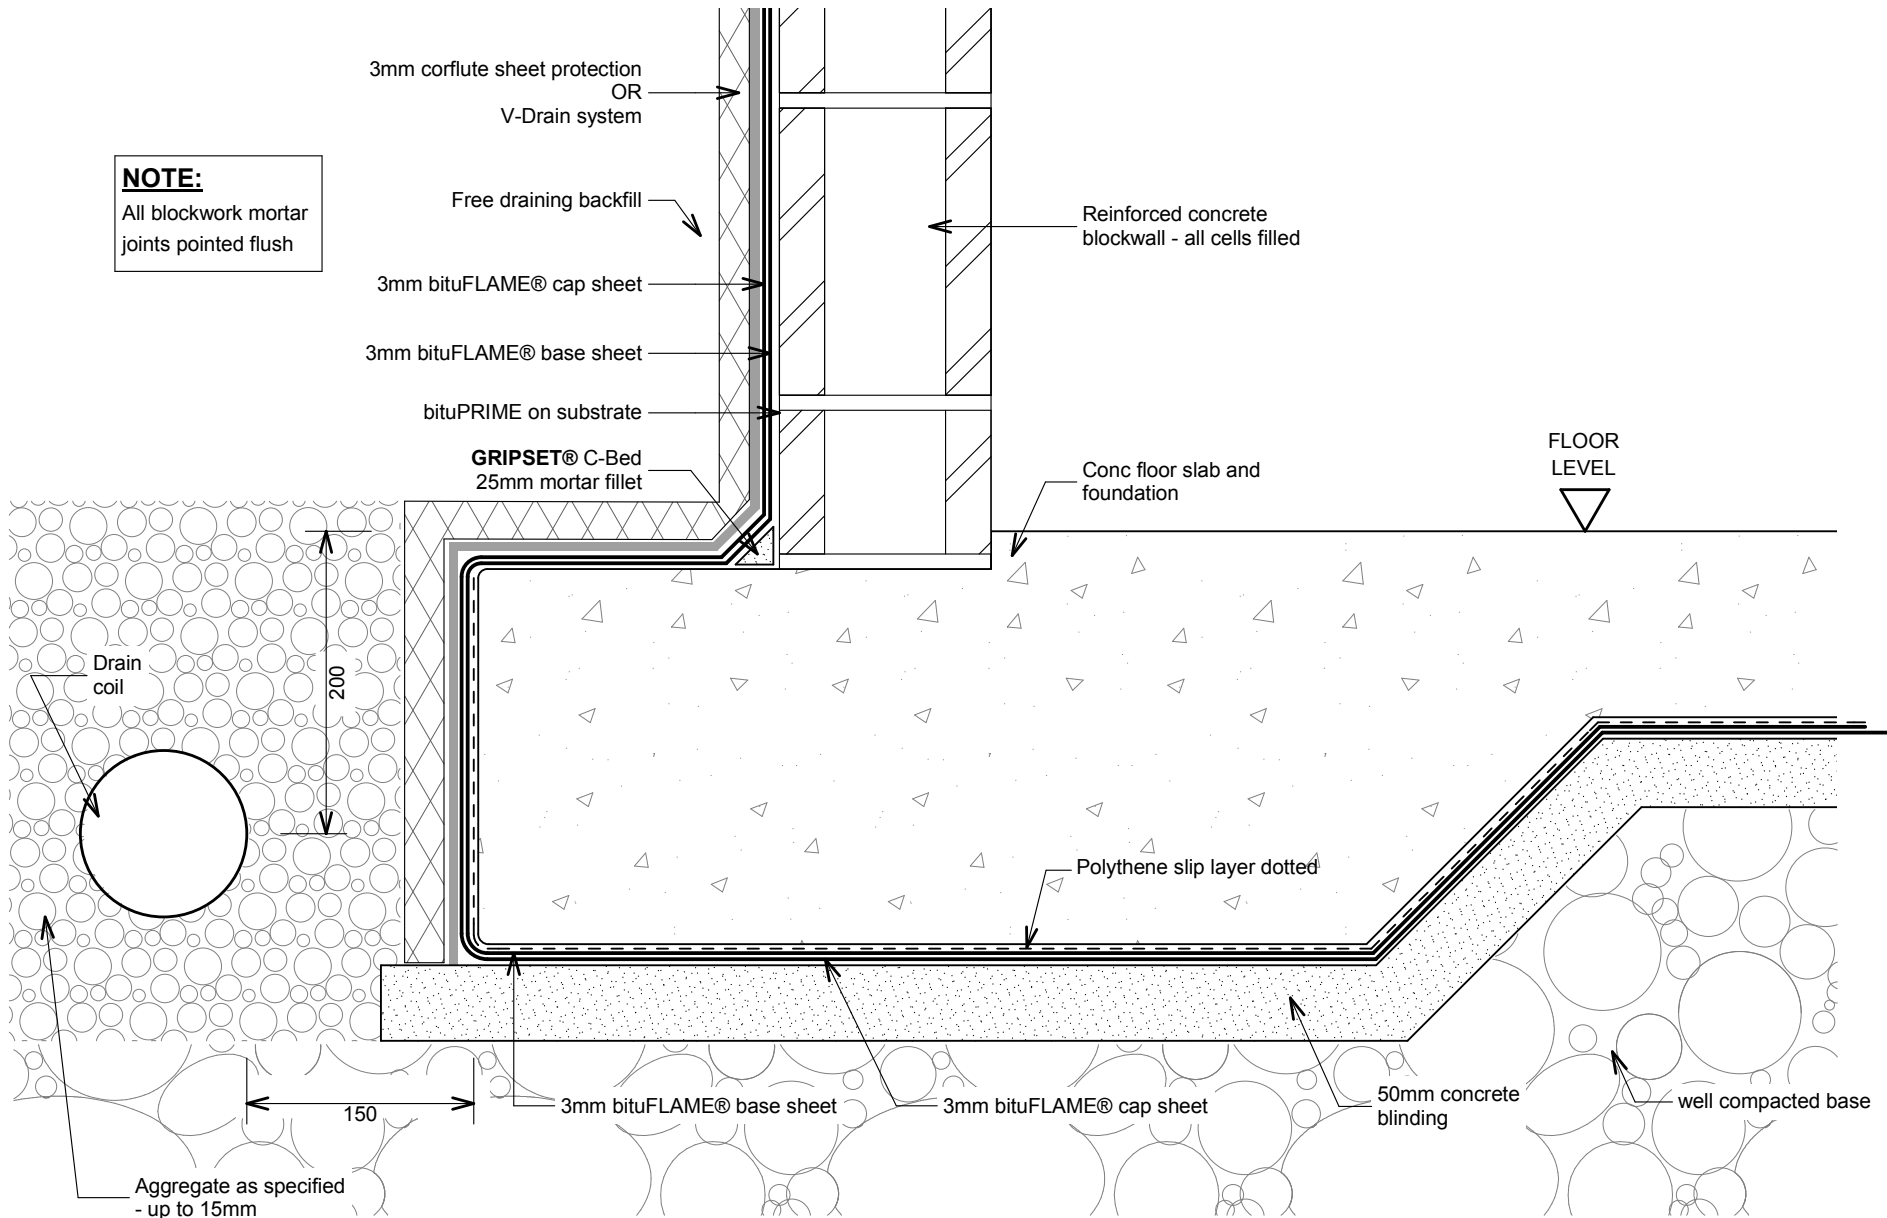 3mm corflute sheet protection
OR
V-Drain system
NOTE:
All blockwork mortar
joints pointed flush
Free draining backfill
Reinforced concrete
blockwall - all cells filled
3mm bituFLAME® cap sheet
3mm bituFLAME® base sheet
bituPRIME on substrate
GRIPSET® C-Bed
25mm mortar fillet
Conc floor slab and
foundation
FLOOR
LEVEL
Drain
coil
200
Polythene slip layer dotted
150
3mm bituFLAME® base sheet
3mm bituFLAME® cap sheet
50mm concrete
blinding
well compacted base
Aggregate as specified
- up to 15mm